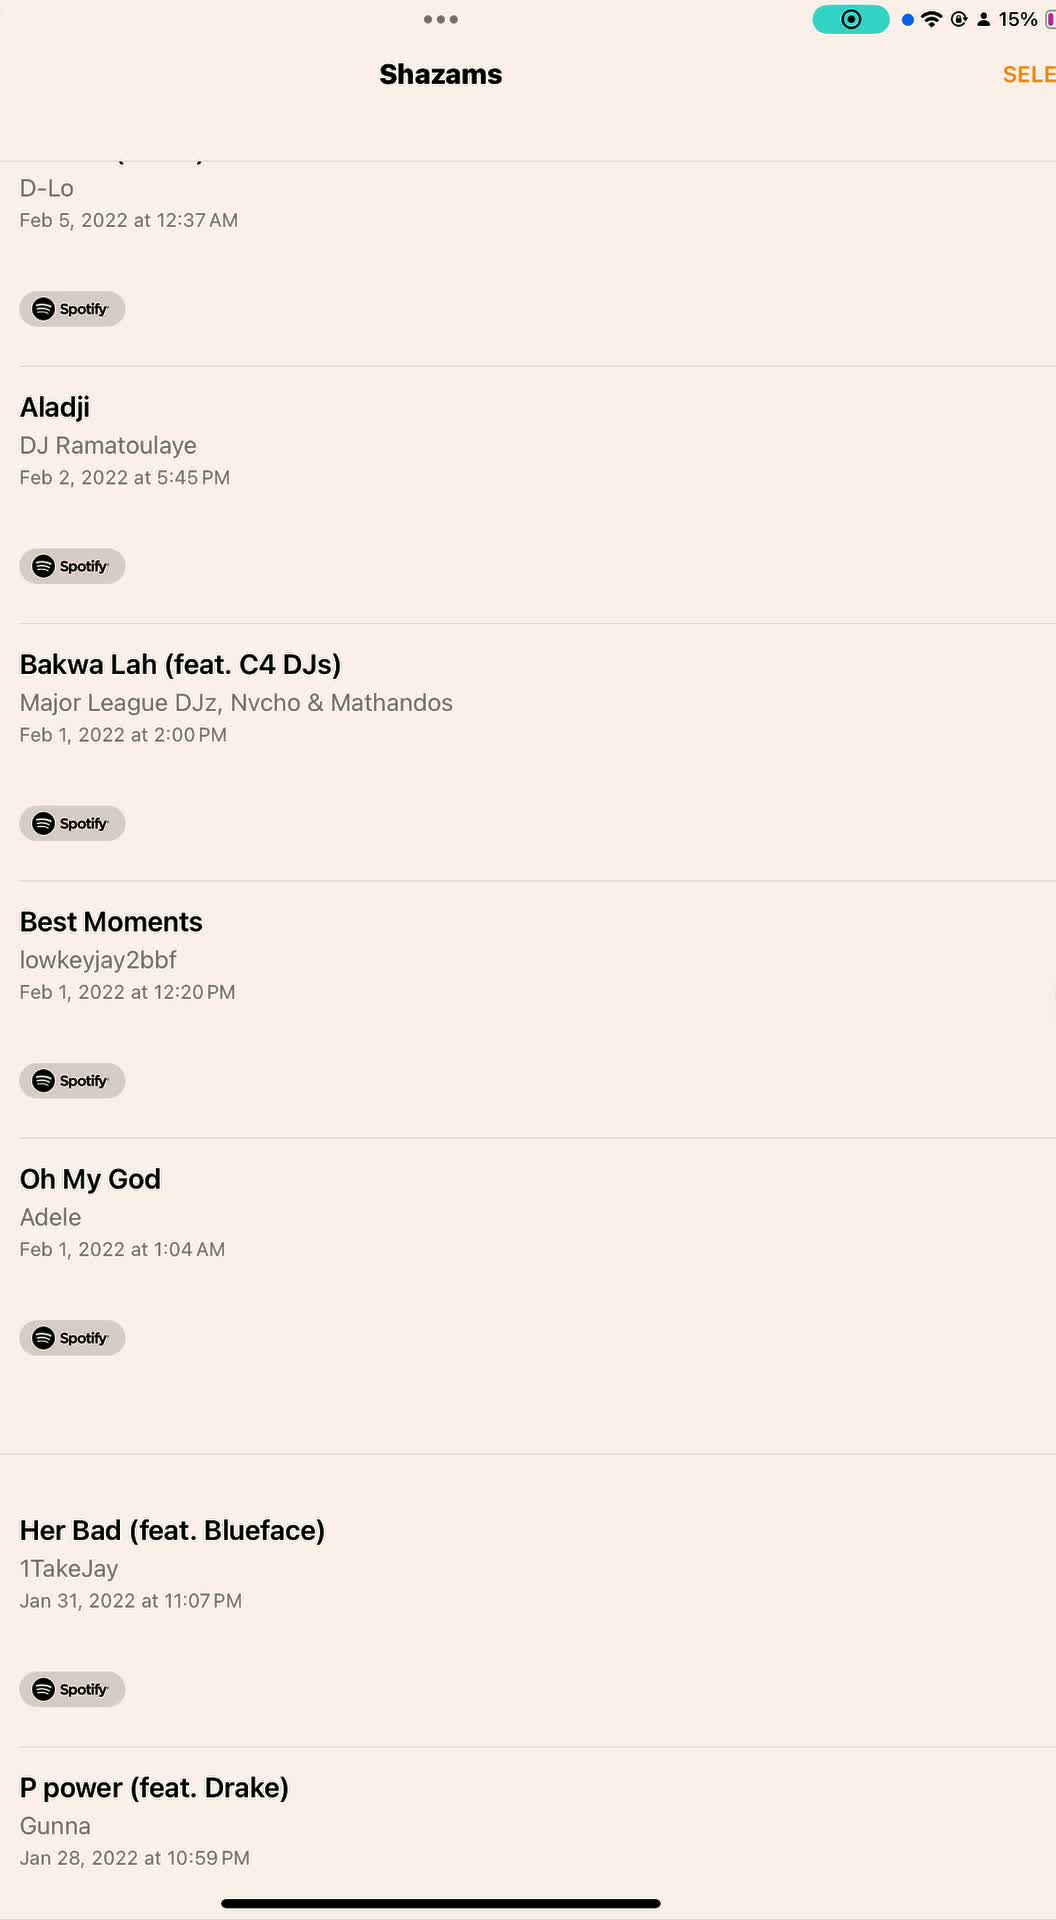 15%
Shazams
SELE
D-Lo
Feb 5, 2022 at 12:37 AM
Spotify
Aladji
DJ Ramatoulaye
Feb 2, 2022 at 5:45 PM
Spotify
Bakwa Lah (feat. C4 DJs)
Major League DJz, Nvcho & Mathandos
Feb 1, 2022 at 2:00 PM
Spotify
Best Moments
lowkeyjay2bbf
Feb 1, 2022 at 12:20 PM
Spotify
Oh My God
Adele
Feb 1, 2022 at 1:04 AM
Spotify
Her Bad (feat. Blueface)
1TakeJay
Jan 31, 2022 at 11:07 PM
Spotify
P power (feat. Drake)
Gunna
Jan 28, 2022 at 10:59 PM